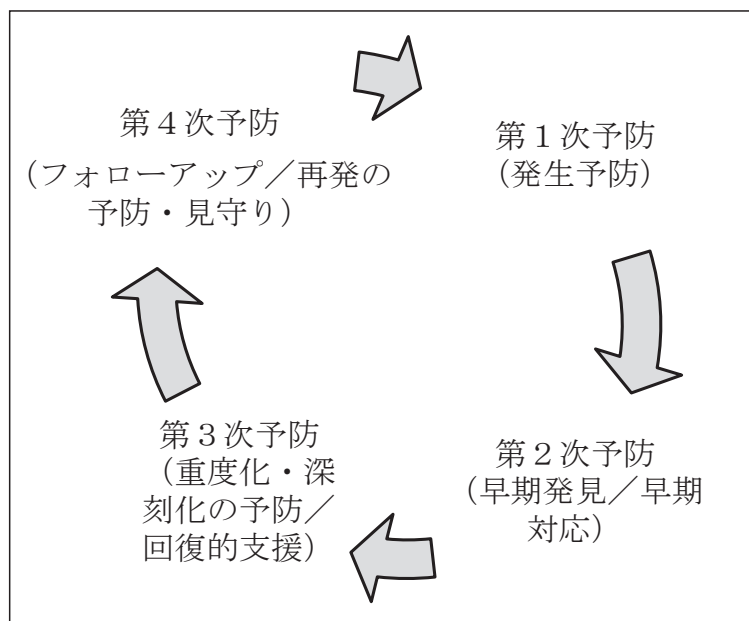 第４次予防
（フォローアップ／再発の
予防・見守り）
第１次予防
（発生予防）
第２次予防
（早期発見／早期
対応）
第３次予防
（重度化・深
刻化の予防／
回復的支援）